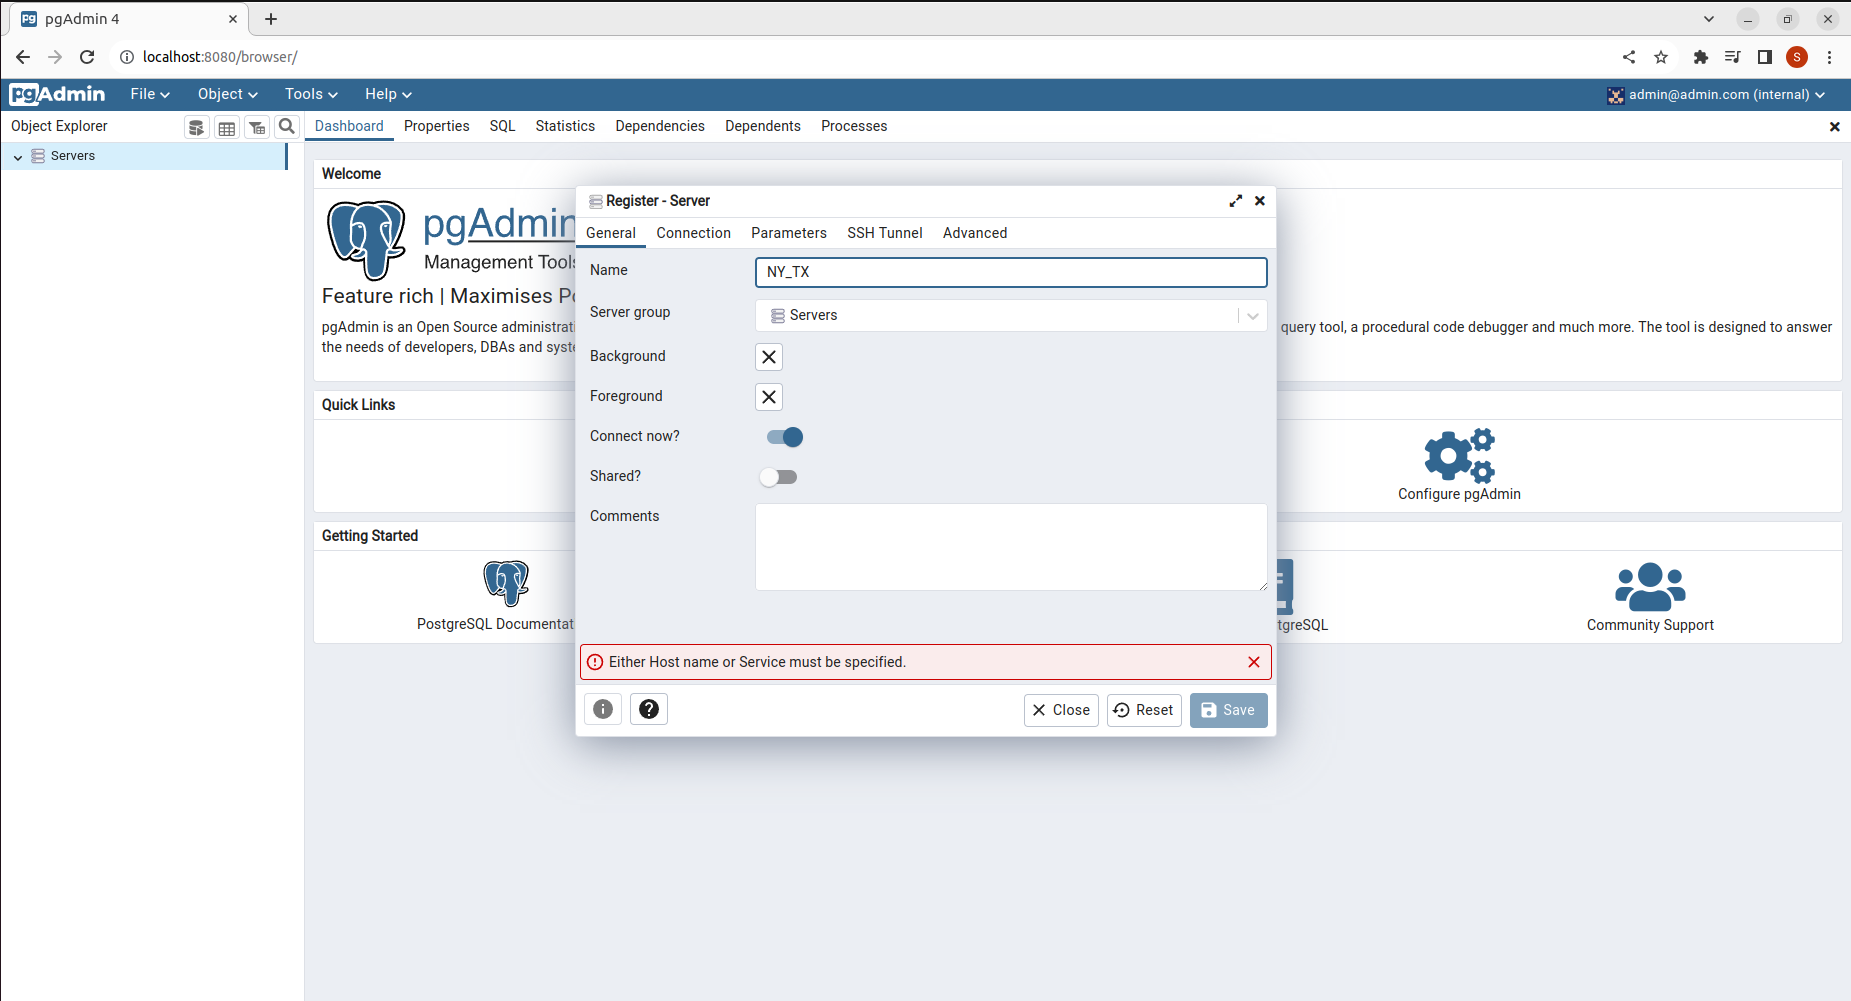 pgAdmin 4
localhost:8080/browser/
S
pgAdmin
File
Object
Tools
Help
admin@admin.com (internal)
Object Explorer
Dashboard
Properties
SQL
Statistics
Dependencies
Dependents
Processes
Servers
Welcome
pgAdmin
Management Tools
Feature rich | Maximises Po
pgAdmin is an Open Source administrati
query tool, a procedural code debugger and much more. The tool is designed to answer
the needs of developers, DBAs and syste
Quick Links
Configure pgAdmin
Getting Started
PostgreSQL Documentat
tgreSQL
Community Support
Register - Server
General
Connection
Parameters
SSH Tunnel
Advanced
Name
NY_TX
Server group
Servers
Background
Foreground
Connect now?
Shared?
Comments
Either Host name or Service must be specified.
Close
Reset
Save